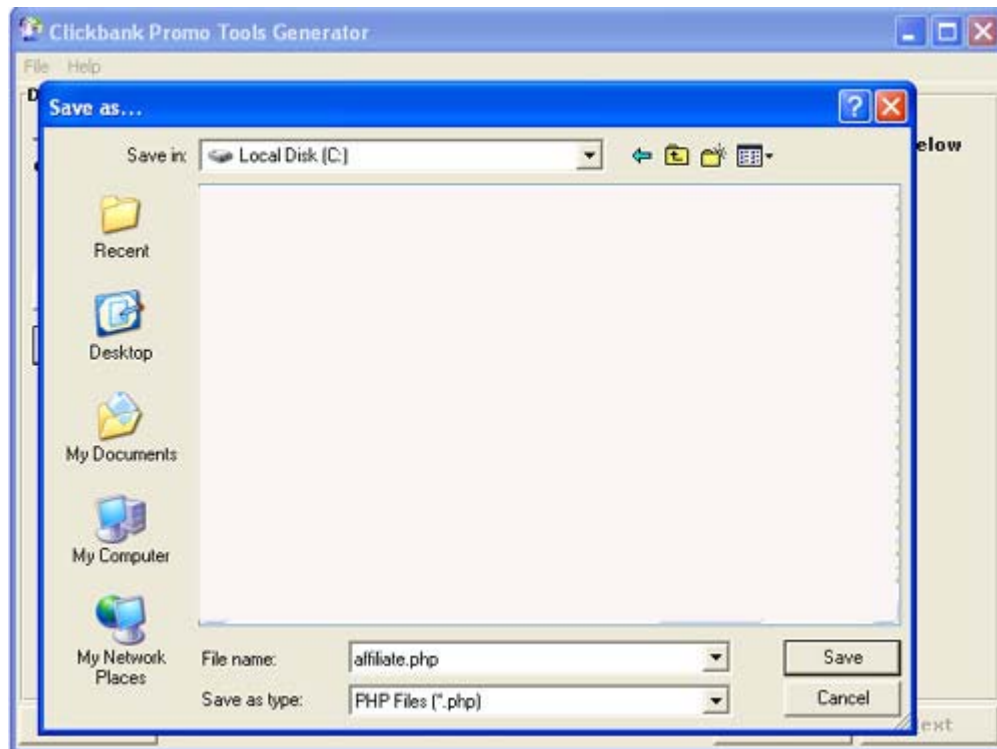 Clickbank Promo Tools Generator
File Help
Save as...
elow
Save in: Local Disk (C:)
Recent
Desktop
My Documents
My Computer
My Network
Places
File name: affiliate.php Save
Save as type: PHP Files (*.php) Cancel
ext